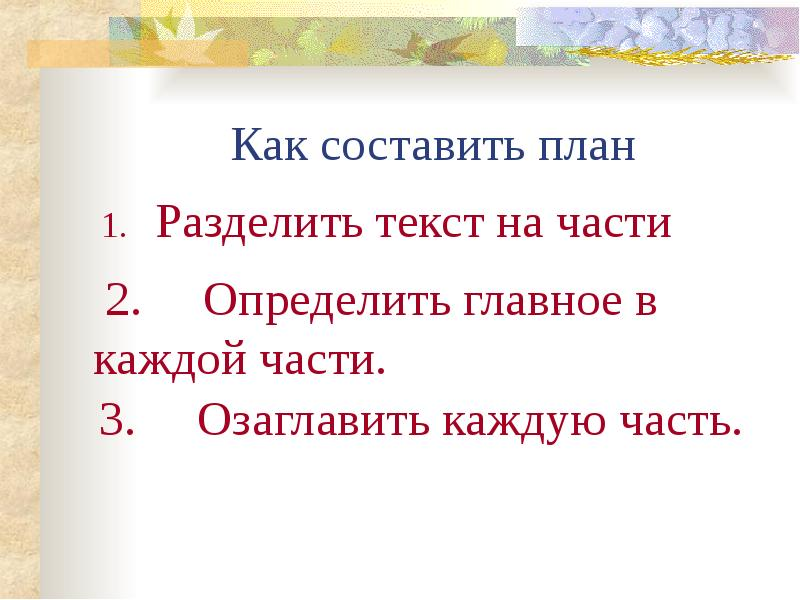 Как составить план
1. Разделить текст на части
2. Определить главное в
каждой части.
3. Озаглавить каждую часть.